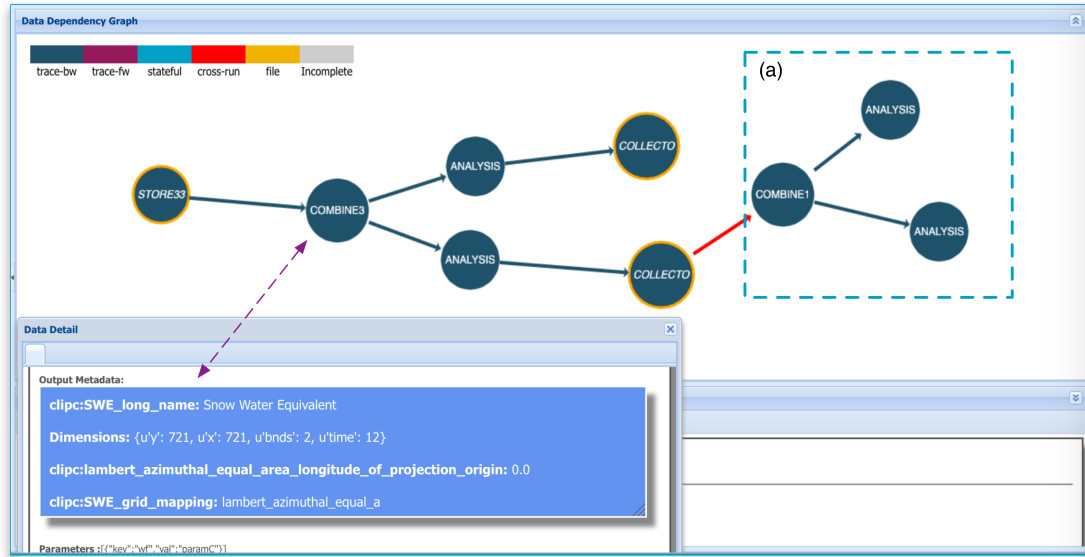 Data Dependency Graph
trace-bw trace-fw stateful cross-run file Incomplete
(a)
ANALYSIS
COLLECTO
ANALYSIS
STORE33
COMBINE3
COMBINE1
ANALYSIS
ANALYSIS
COLLECTO
Data Detail
Output Metadata:
clipc:SWE_long_name: Snow Water Equivalent
Dimensions: {u'y': 721, u'x': 721, u'bnds': 2, u'time': 12}
clipc:lambert_azimuthal_equal_area_longitude_of_projection_origin: 0.0
clipc:SWE_grid_mapping: lambert_azimuthal_equal_a
Parameters :[{"key":"wf","val":"paramC"}]